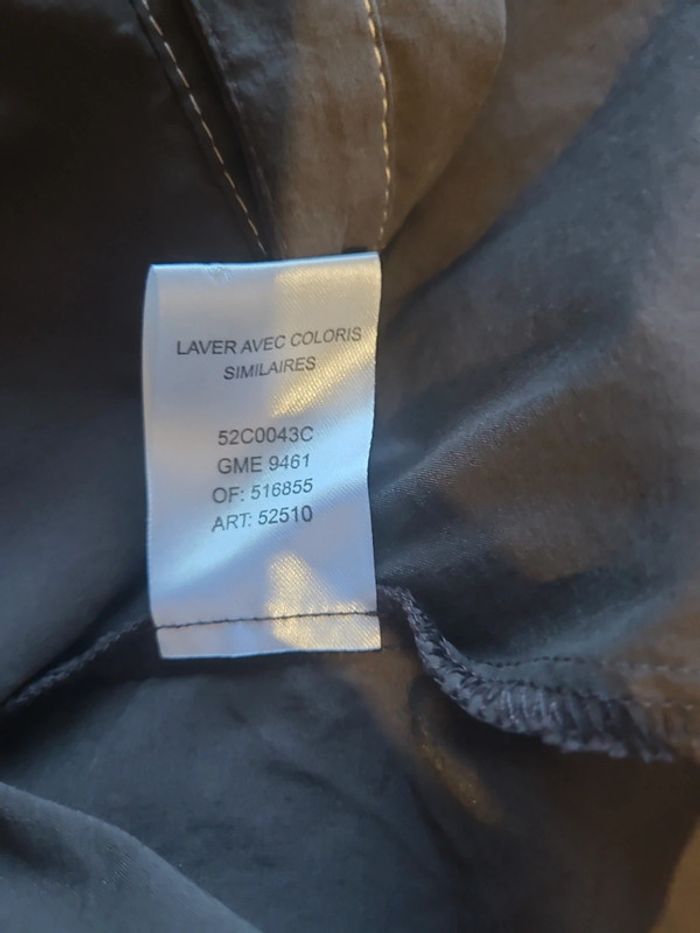 LAVER AVEC COLORIS
SIMILAIRES
52C0043C
GME 9461
OF: 516855
ART: 52510